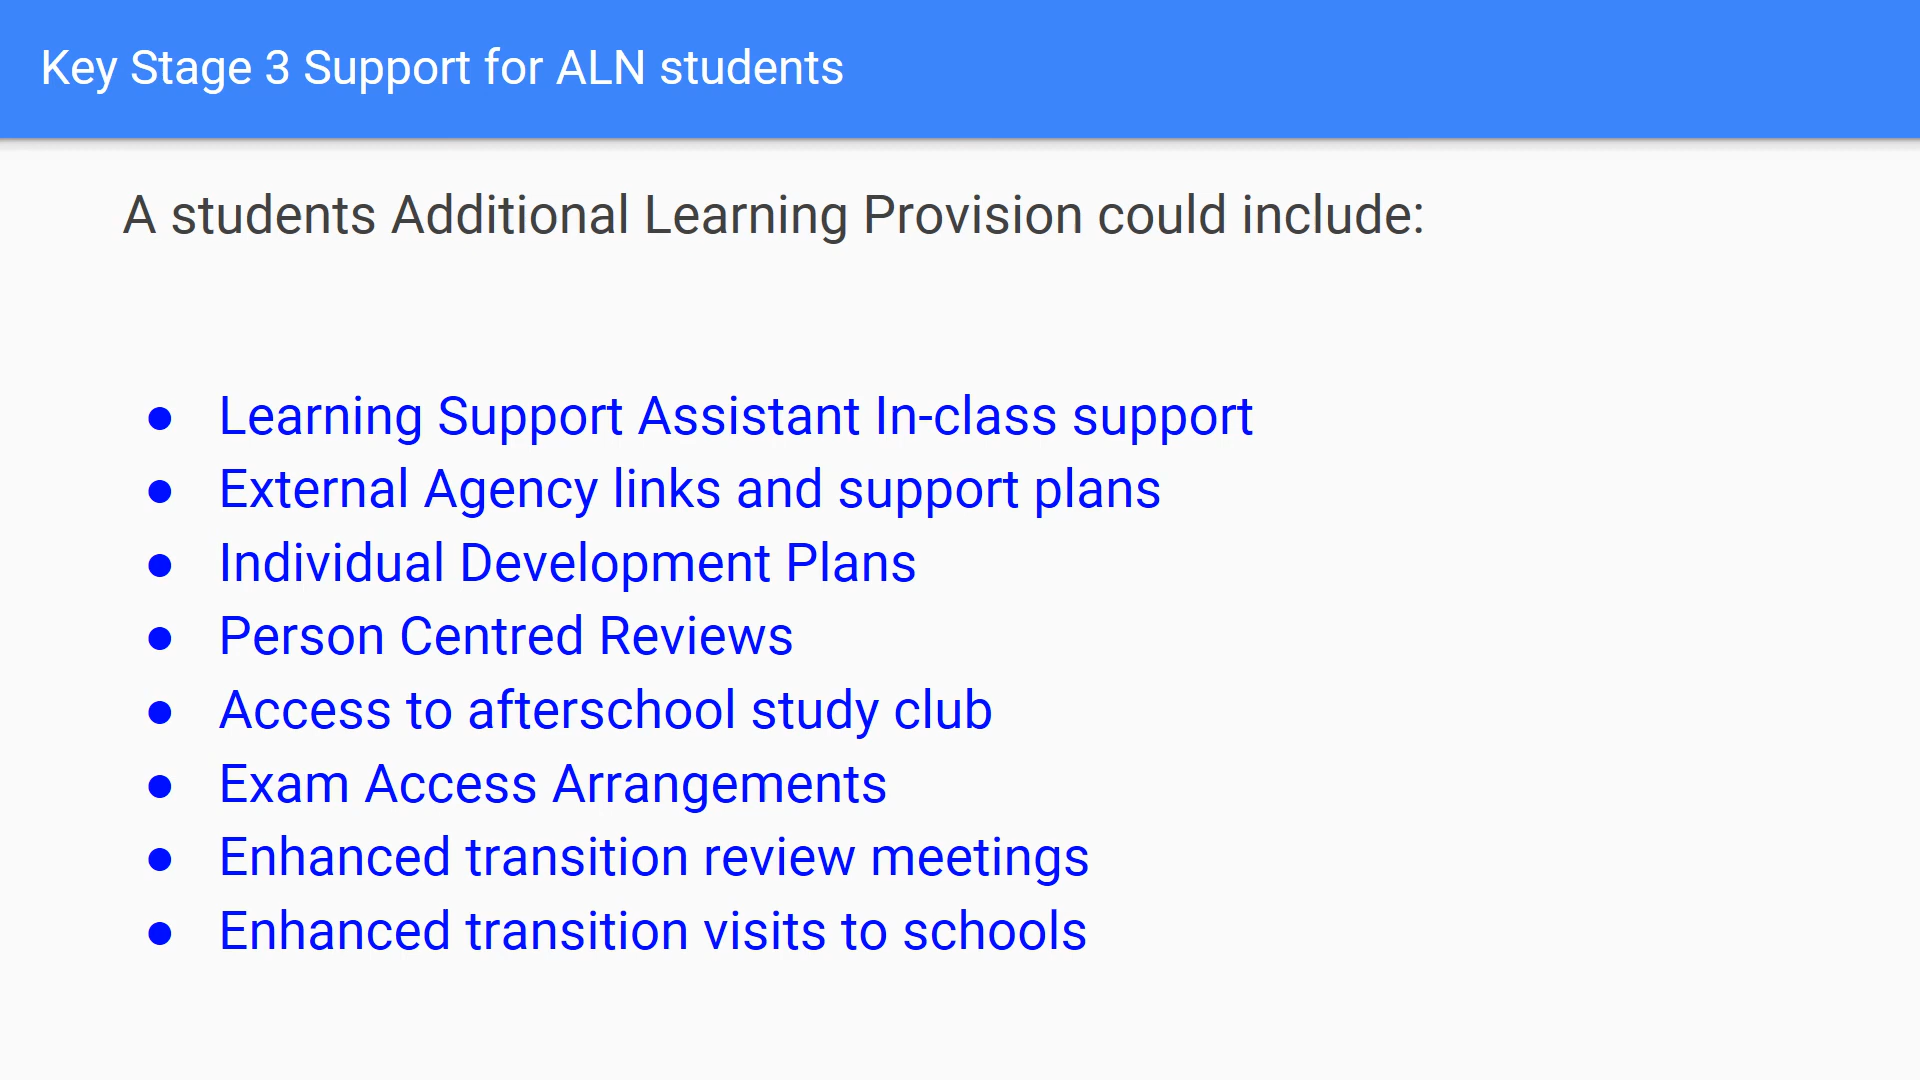 Key Stage 3 Support for ALN students
A students Additional Learning Provision could include:
● Learning Support Assistant In-class support
● External Agency links and support plans
● Individual Development Plans
● Person Centred Reviews
● Access to afterschool study club
● Exam Access Arrangements
● Enhanced transition review meetings
● Enhanced transition visits to schools